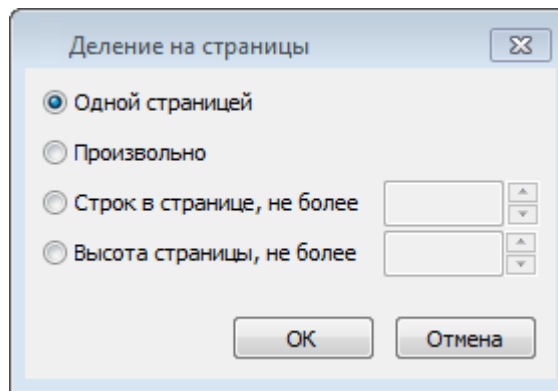 Деление на страницы
Одной страницей
Произвольно
Строк в странице, не более
Высота страницы, не более
OK
Отмена